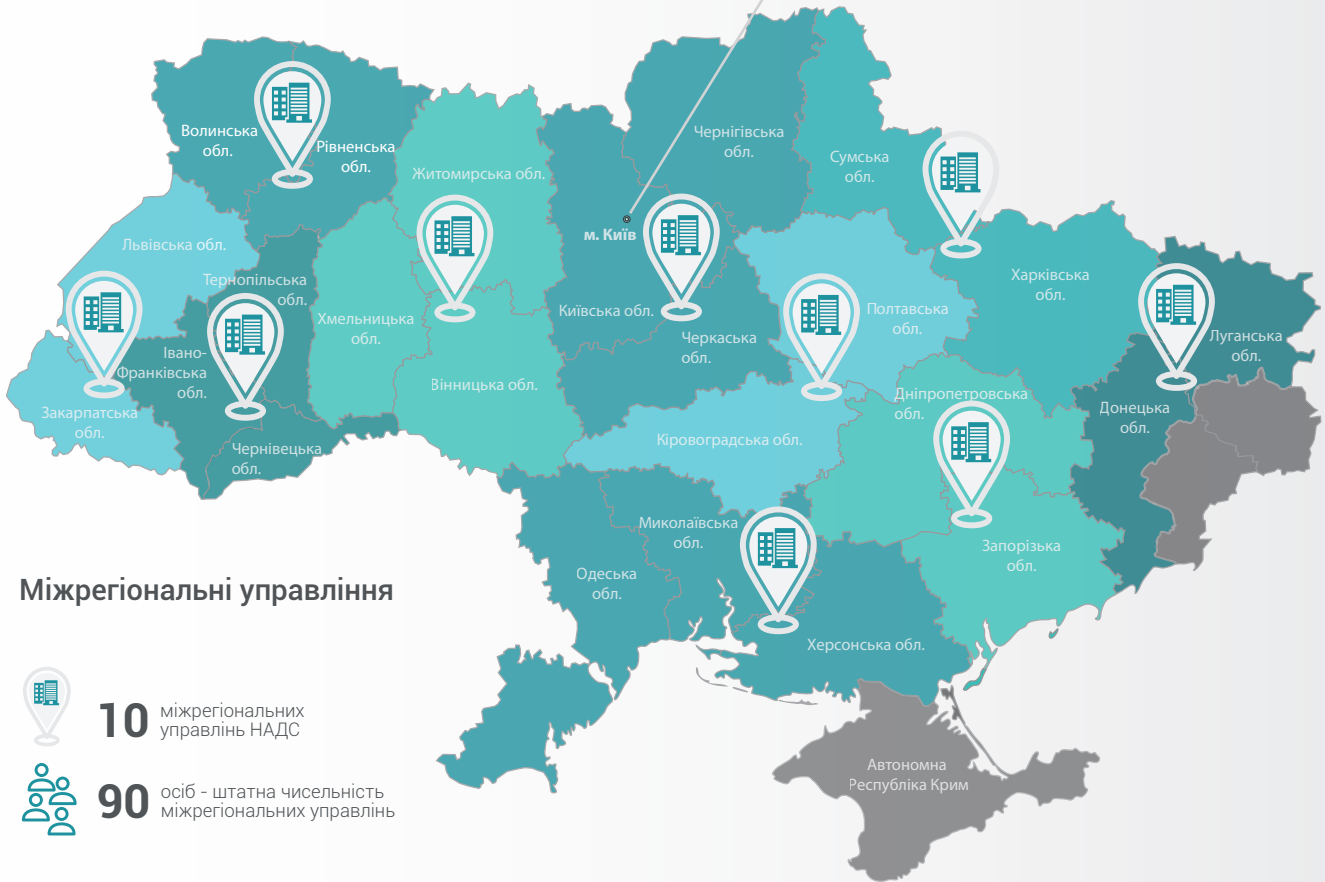 Волинська
обл.
Рівненська
обл.
Житомирська обл.
Чернігівська
обл.
Сумська
обл.
Львівська обл.
м. Київ
Тернопільська
обл.
Хмельницька
обл.
Київська обл.
Черкаська
обл.
Полтавська
обл.
Харківська
обл.
Луганська
обл.
Івано-
Франківська
обл.
Закарпатська
обл.
Чернівецька
обл.
Вінницька обл.
Кіровоградська обл.
Дніпропетровська
обл.
Донецька
обл.
Миколаївська
обл.
Одеська
обл.
Запорізька
обл.
Херсонська обл.
Автономна
Республіка Крим
Міжрегіональні управління
10 міжрегіональних
управлінь НАДС
90 осіб - штатна чисельність
міжрегіональних управлінь